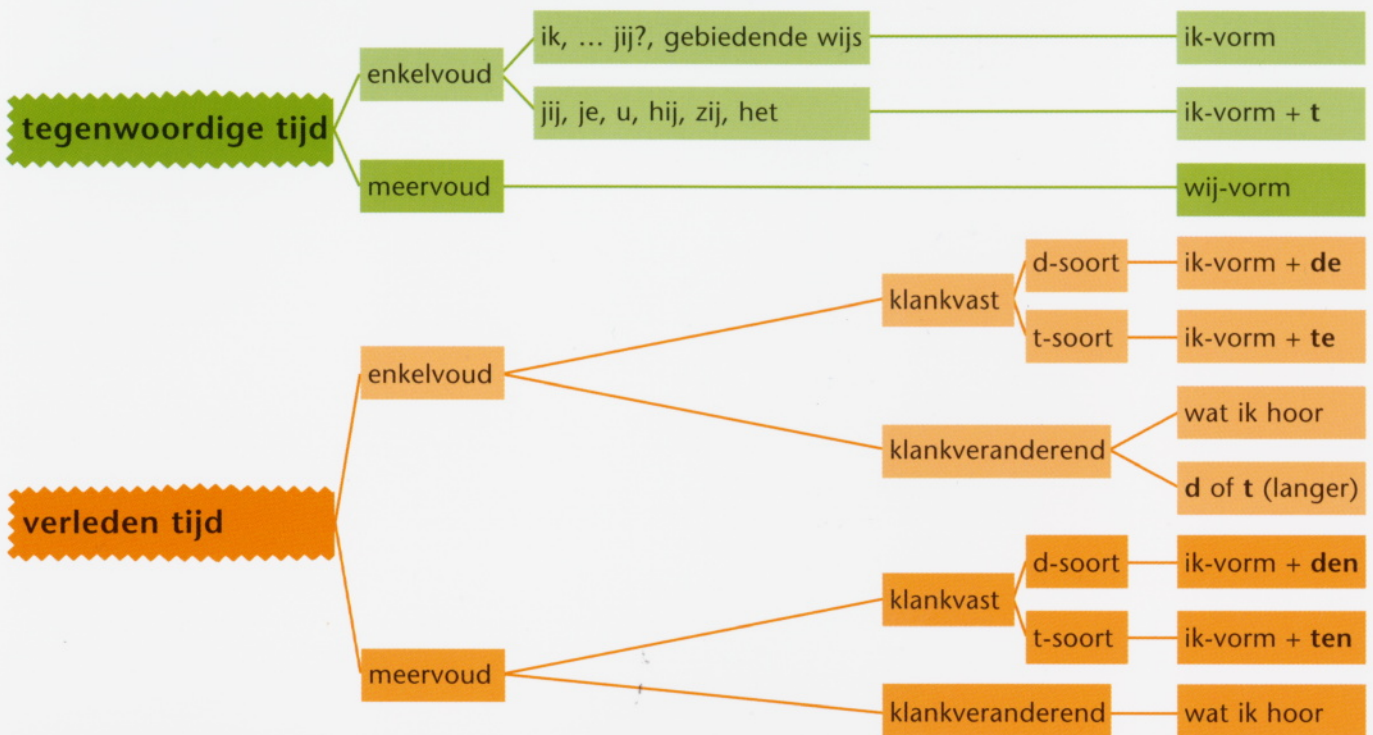 tegenwoordige tijd
enkelvoud
ik, ... jij?, gebiedende wijs
ik-vorm
jij, je, u, hij, zij, het
ik-vorm + t
meervoud
wij-vorm
verleden tijd
enkelvoud
klankvast
d-soort
ik-vorm + de
t-soort
ik-vorm + te
klankveranderend
wat ik hoor
d of t (langer)
meervoud
klankvast
d-soort
ik-vorm + den
t-soort
ik-vorm + ten
klankveranderend
wat ik hoor